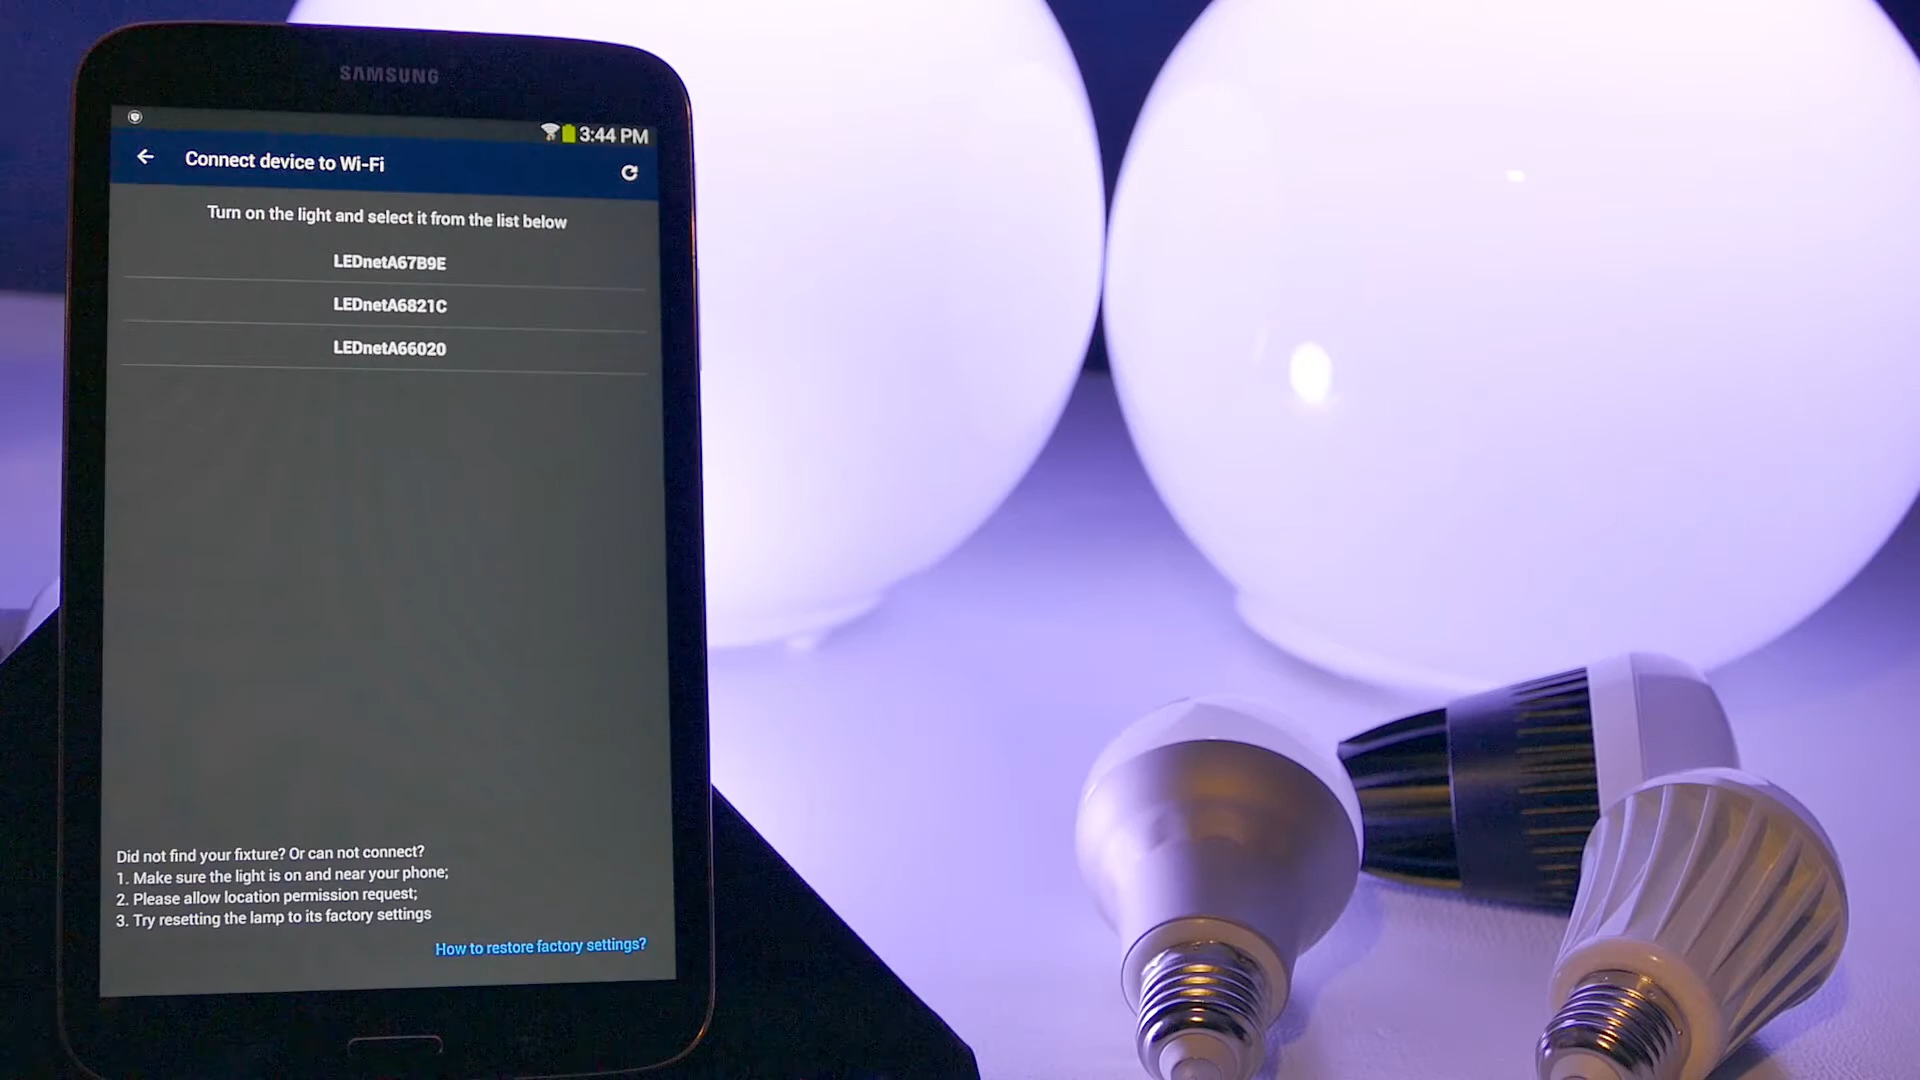 SAMSUNG
3:44 PM
Connect device to Wi-Fi
Turn on the light and select it from the list below
LEDnetA67B9E
LEDnetA6821C
LEDnetA66020
Did not find your fixture? Or can not connect?
1. Make sure the light is on and near your phone;
2. Please allow location permission request;
3. Try resetting the lamp to its factory settings
How to restore factory settings?